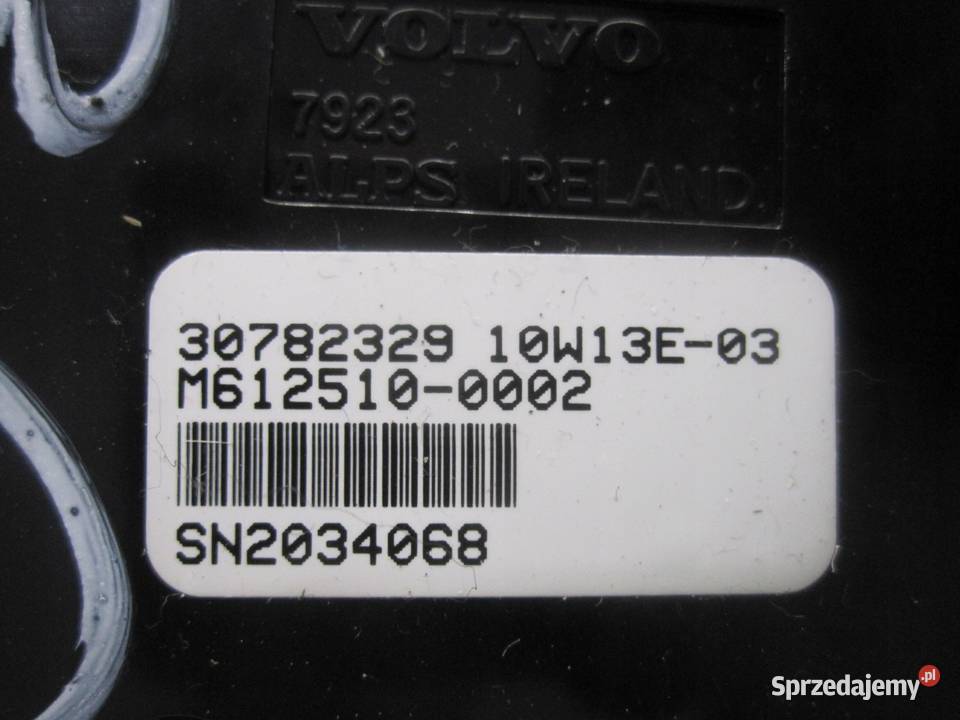 VOLVO
7923
ALPS IRELAND
30782329 10W13E-03
M612510-0002
SN2034068
Sprzedajemy.pl